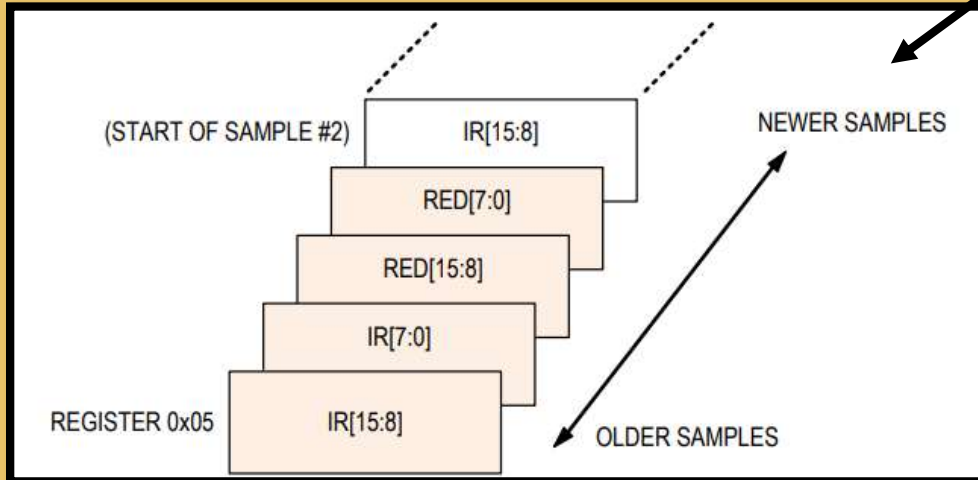 (START OF SAMPLE #2)
IR[15:8]
NEWER SAMPLES
RED[7:0]
RED[15:8]
IR[7:0]
REGISTER 0x05
IR[15:8]
OLDER SAMPLES